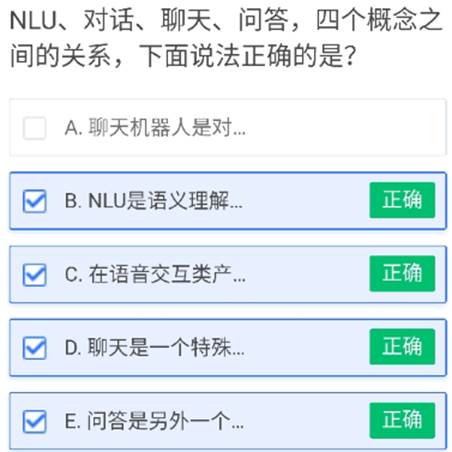 NLU、对话、聊天、问答，四个概念之
间的关系，下面说法正确的是？
A. 聊天机器人是对...
B. NLU是语义理解... 正确
C. 在语音交互类产... 正确
D. 聊天是一个特殊... 正确
E. 问答是另外一个... 正确